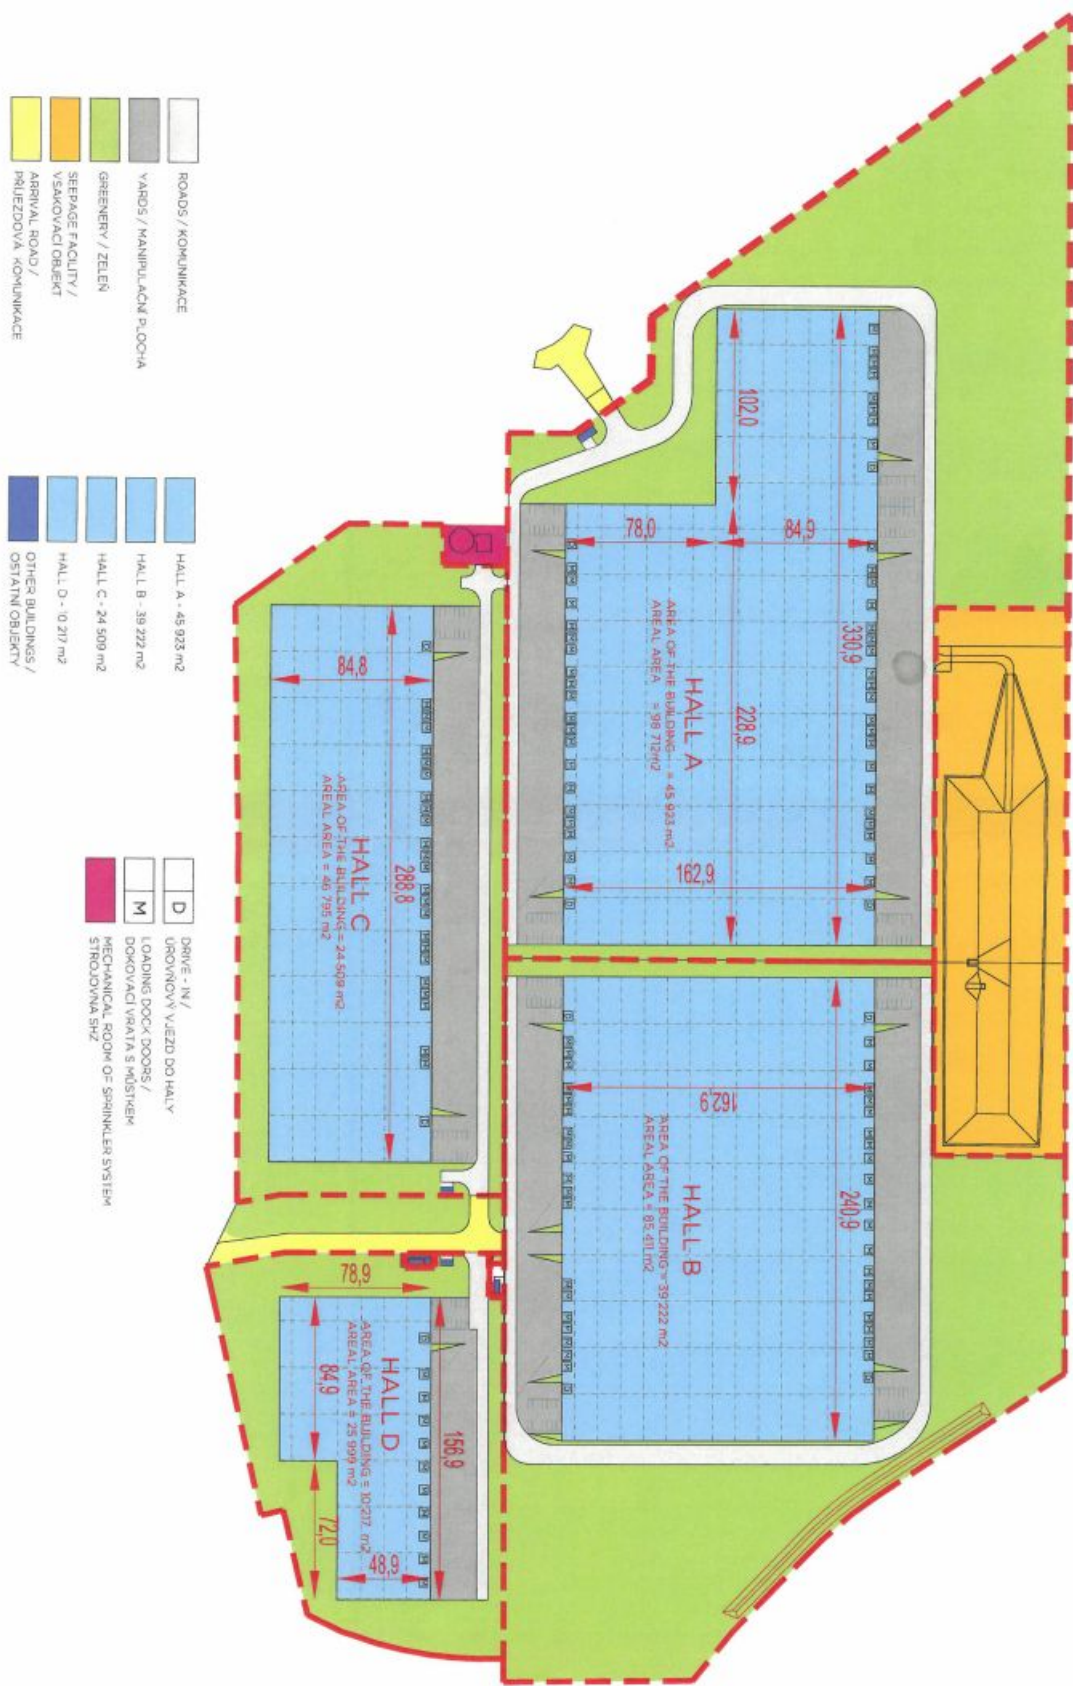 HALL A
AREA OF THE BUILDING = 45 923 m2
AREAL AREA = 98 712m2
330,9
102,0
228,9
84,9
78,0
162,9
HALL B
AREA OF THE BUILDING = 39 222 m2
AREAL AREA = 85 411 m2
240,9
162,9
HALL C
AREA OF THE BUILDING = 24 509 m2
AREAL AREA = 46 795 m2
288,8
84,8
HALL D
AREA OF THE BUILDING = 10 217 m2
AREAL AREA = 25 999 m2
156,9
78,9
84,9
72,0
48,9
ROADS / KOMUNIKACE
YARDS / MANIPULAČNÍ PLOCHA
GREENERY / ZELEŇ
SEEPAGE FACILITY /
VSAKOVACÍ OBJEKT
ARRIVAL ROAD /
PŘÍJEZDOVÁ KOMUNIKACE
HALL A - 45 923 m2
HALL B - 39 222 m2
HALL C - 24 509 m2
HALL D - 10 217 m2
OTHER BUILDINGS /
OSTATNÍ OBJEKTY
D
DRIVE - IN /
ÚROVŇOVÝ VJEZD DO HALY
M
LOADING DOCK DOORS /
DOKOVACÍ VRATA S MŮSTKEM
MECHANICAL ROOM OF SPRINKLER SYSTEM
STROJOVNA SHZ